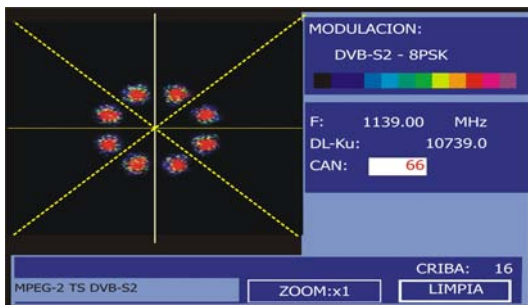 MODULACION:
DVB-S2 - 8PSK
F: 1139.00 MHz
DL-Ku: 10739.0
CAN: 66
CRIBA: 16
MPEG-2 TS DVB-S2
ZOOM:x1
LIMPIA